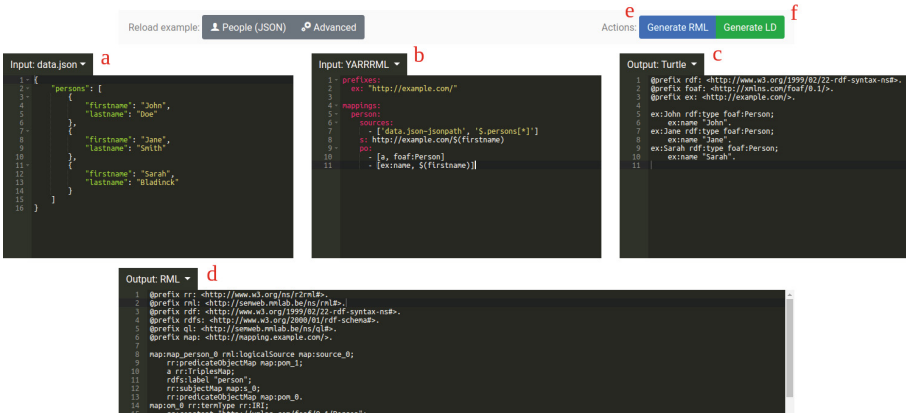 e
f
Reload example: People (JSON) Advanced Actions: Generate RML Generate LD
Input: data.json a
1 {
2 "persons": [
3 {
4 "firstname": "John",
5 "lastname": "Doe"
6 },
7 {
8 "firstname": "Jane",
9 "lastname": "Smith"
10 },
11 {
12 "firstname": "Sarah",
13 "lastname": "Bladinck"
14 }
15 ]
16 }
Input: YARRRML b
1 prefixes:
2 ex: "http://example.com/"
3
4 mappings:
5 person:
6 sources:
7 - ['data.json~jsonpath', '$.persons[*]']
8 s: http://example.com/$(firstname)
9 po:
10 - [a, foaf:Person]
11 - [ex:name, $(firstname)]
Output: Turtle c
1 @prefix rdf: <http://www.w3.org/1999/02/22-rdf-syntax-ns#>.
2 @prefix foaf: <http://xmlns.com/foaf/0.1/>.
3 @prefix ex: <http://example.com/>.
4
5 ex:John rdf:type foaf:Person;
6 ex:name "John".
7 ex:Jane rdf:type foaf:Person;
8 ex:name "Jane".
9 ex:Sarah rdf:type foaf:Person;
10 ex:name "Sarah".
11
Output: RML d
1 @prefix rr: <http://www.w3.org/ns/r2rml#>.
2 @prefix rml: <http://semweb.mmlab.be/ns/rml#>.
3 @prefix rdf: <http://www.w3.org/1999/02/22-rdf-syntax-ns#>.
4 @prefix rdfs: <http://www.w3.org/2000/01/rdf-schema#>.
5 @prefix ql: <http://semweb.mmlab.be/ns/ql#>.
6 @prefix map: <http://mapping.example.com/>.
7
8 map:map_person_0 rml:logicalSource map:source_0;
9 rr:predicateObjectMap map:pom_1;
10 a rr:TriplesMap;
11 rdfs:label "person";
12 rr:subjectMap map:s_0;
13 rr:predicateObjectMap map:pom_0.
14 map:om_0 rr:termType rr:IRI;